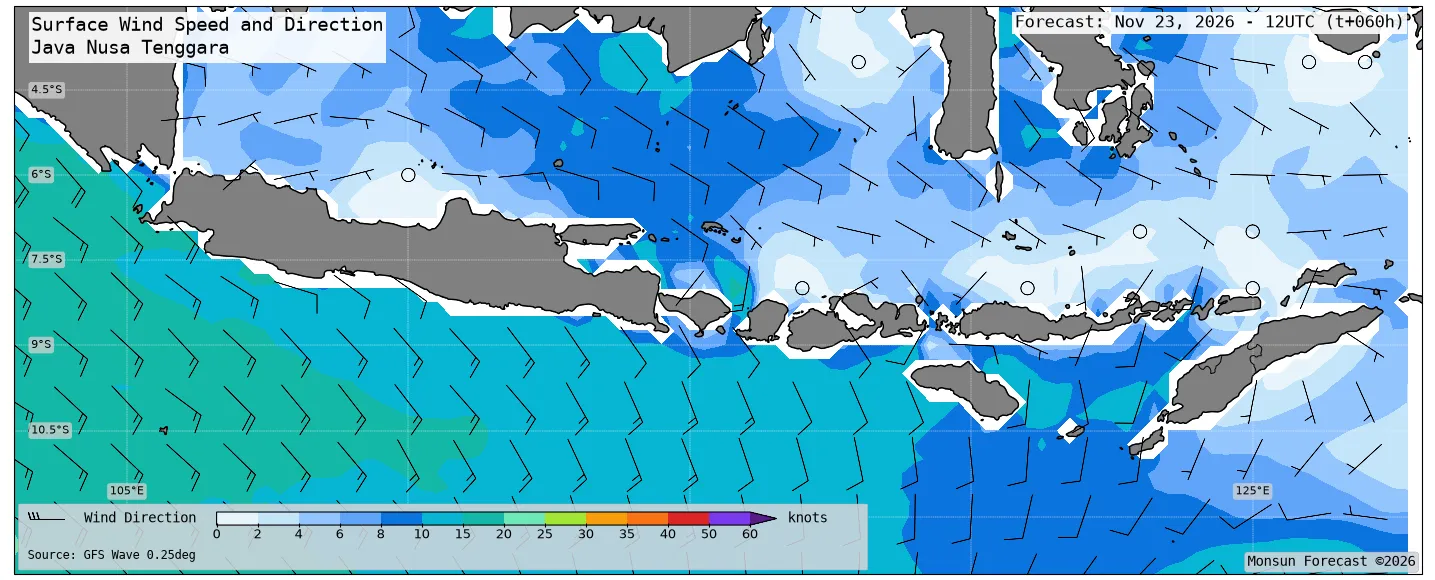 Surface Wind Speed and Direction
Java Nusa Tenggara
Forecast: Nov 23, 2026 - 12UTC (t+060h)
4.5°S
6°S
7.5°S
9°S
10.5°S
105°E
125°E
Wind Direction
0 2 4 6 8 10 15 20 25 30 35 40 50 60
knots
Source: GFS Wave 0.25deg
Monsun Forecast ©2026